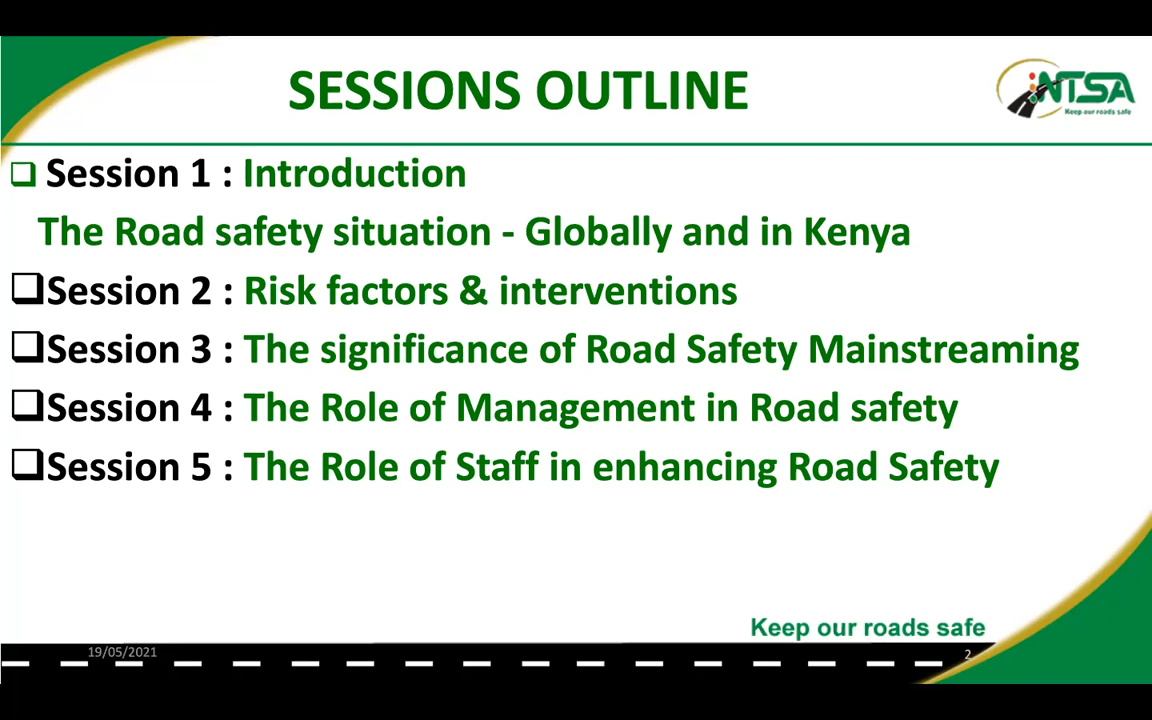 SESSIONS OUTLINE
NTSA
Keep our roads safe
Session 1 : Introduction
The Road safety situation - Globally and in Kenya
Session 2 : Risk factors & interventions
Session 3 : The significance of Road Safety Mainstreaming
Session 4 : The Role of Management in Road safety
Session 5 : The Role of Staff in enhancing Road Safety
Keep our roads safe
19/05/2021
2